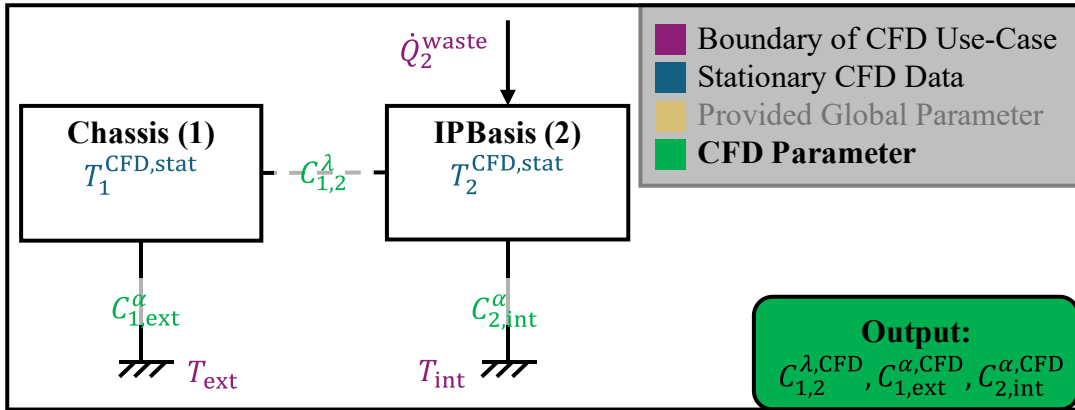 Q̇₂ʷᵃˢᵗᵉ
Boundary of CFD Use-Case
Stationary CFD Data
Provided Global Parameter
CFD Parameter
Chassis (1)
T₁^CFD,stat
C₁,₂^λ
IPBasis (2)
T₂^CFD,stat
C₁,ext^α
C₂,int^α
T_ext
T_int
Output:
C₁,₂^λ,CFD, C₁,ext^α,CFD, C₂,int^α,CFD